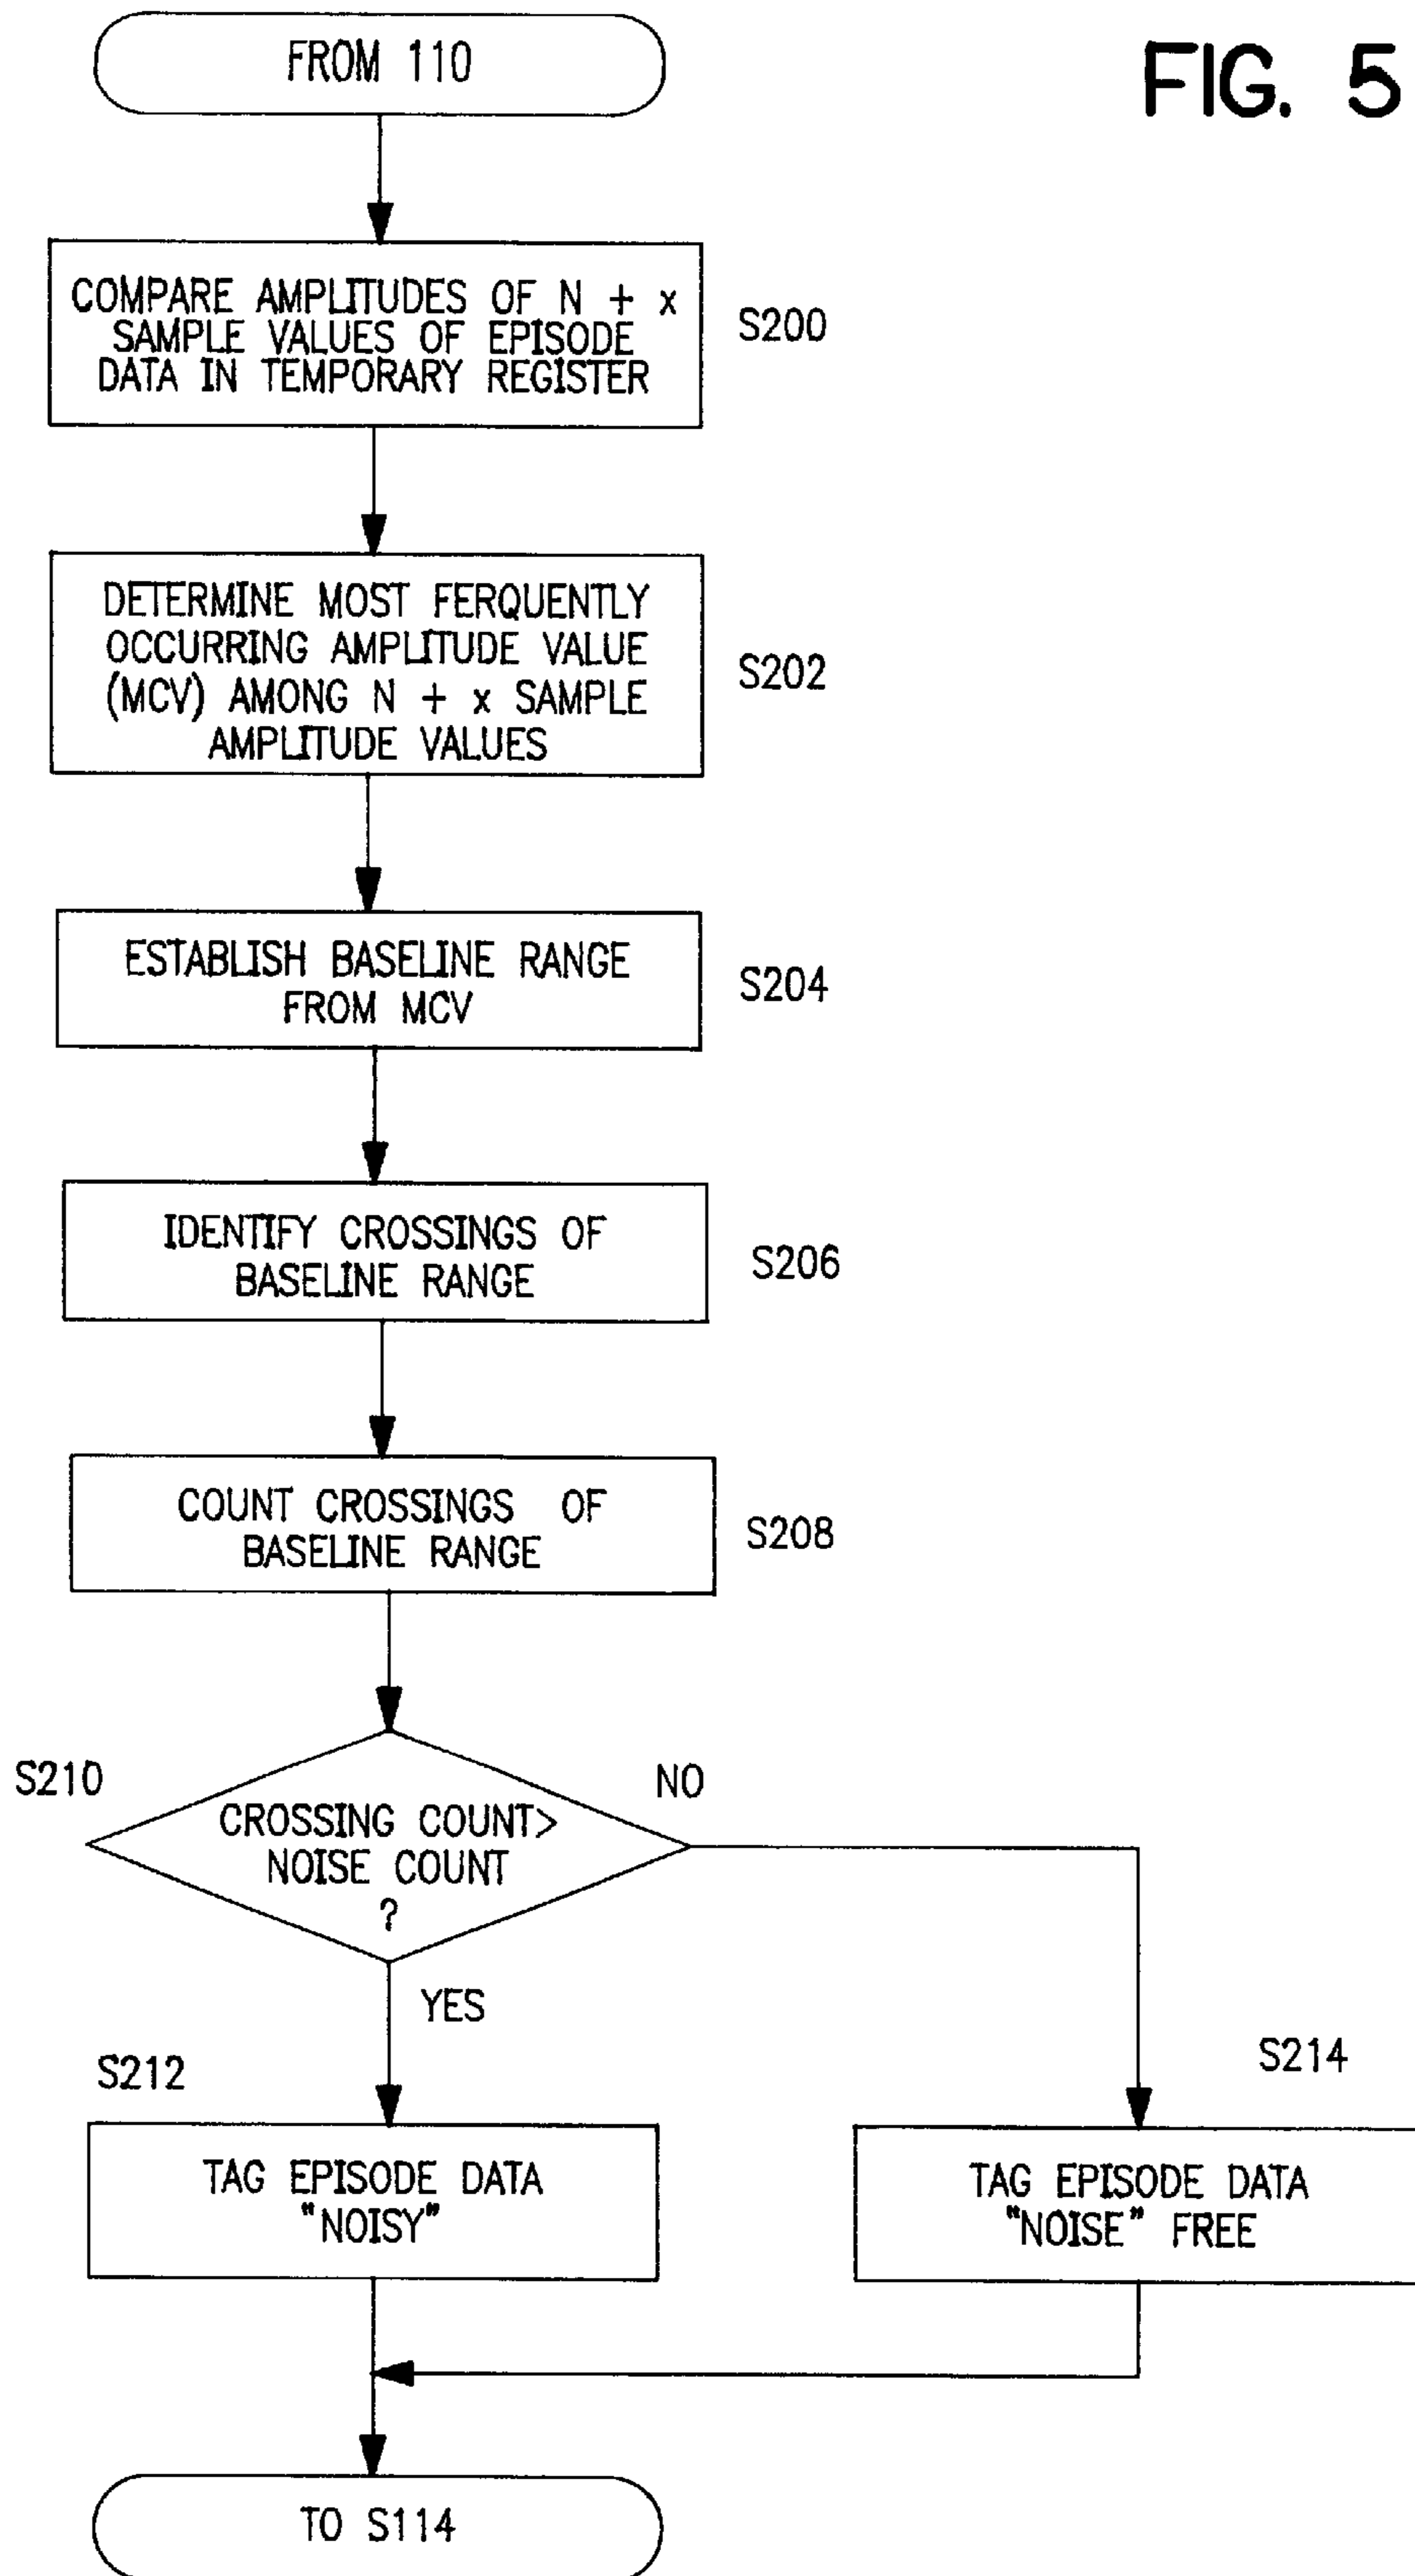 FROM 110
FIG. 5
COMPARE AMPLITUDES OF N + x
SAMPLE VALUES OF EPISODE
DATA IN TEMPORARY REGISTER
S200
DETERMINE MOST FERQUENTLY
OCCURRING AMPLITUDE VALUE
(MCV) AMONG N + x SAMPLE
AMPLITUDE VALUES
S202
ESTABLISH BASELINE RANGE
FROM MCV
S204
IDENTIFY CROSSINGS OF
BASELINE RANGE
S206
COUNT CROSSINGS OF
BASELINE RANGE
S208
S210
CROSSING COUNT>
NOISE COUNT
?
NO
YES
S212
TAG EPISODE DATA
"NOISY"
S214
TAG EPISODE DATA
"NOISE" FREE
TO S114